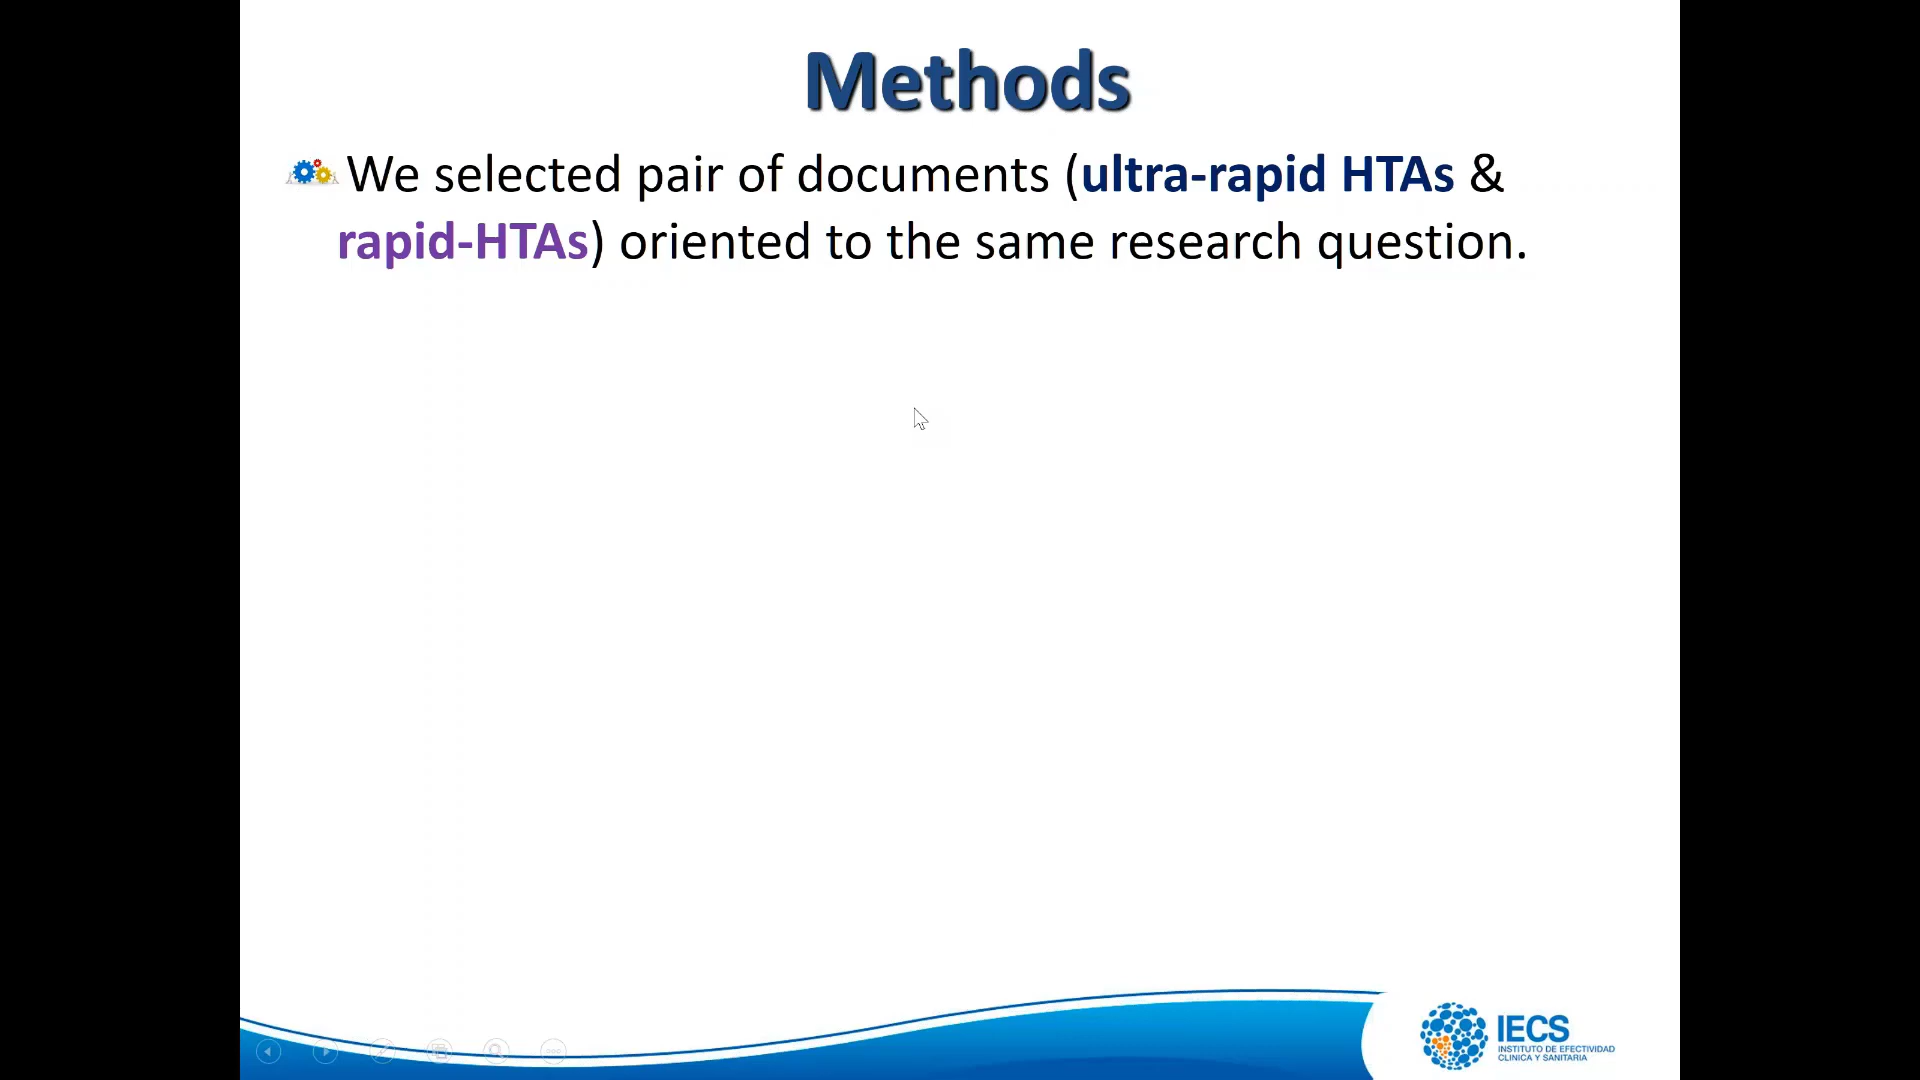 Methods
We selected pair of documents (ultra-rapid HTAs &
rapid-HTAs) oriented to the same research question.
IECS
INSTITUTO DE EFECTIVIDAD
CLINICA Y SANITARIA